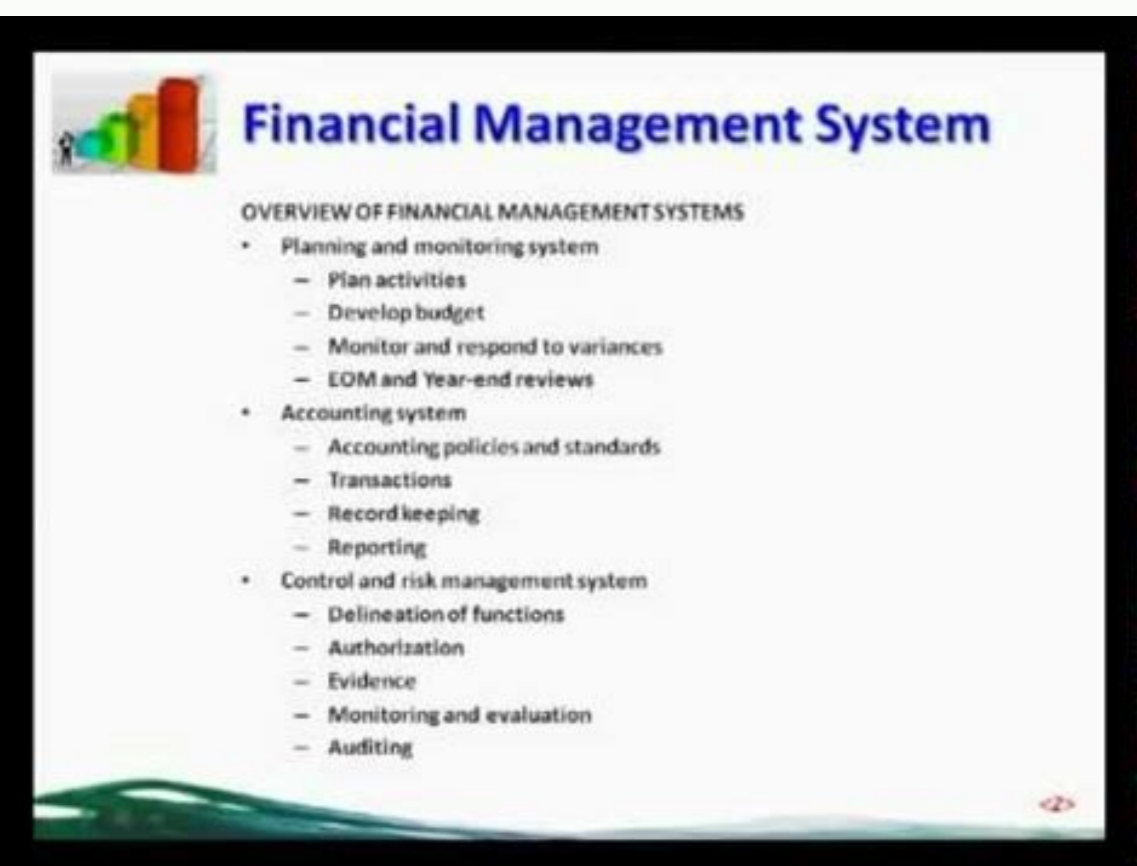 Financial Management System
OVERVIEW OF FINANCIAL MANAGEMENT SYSTEMS
• Planning and monitoring system
– Plan activities
– Develop budget
– Monitor and respond to variances
– EOM and Year-end reviews
• Accounting system
– Accounting policies and standards
– Transactions
– Record keeping
– Reporting
• Control and risk management system
– Delineation of functions
– Authorization
– Evidence
– Monitoring and evaluation
– Auditing
<2>